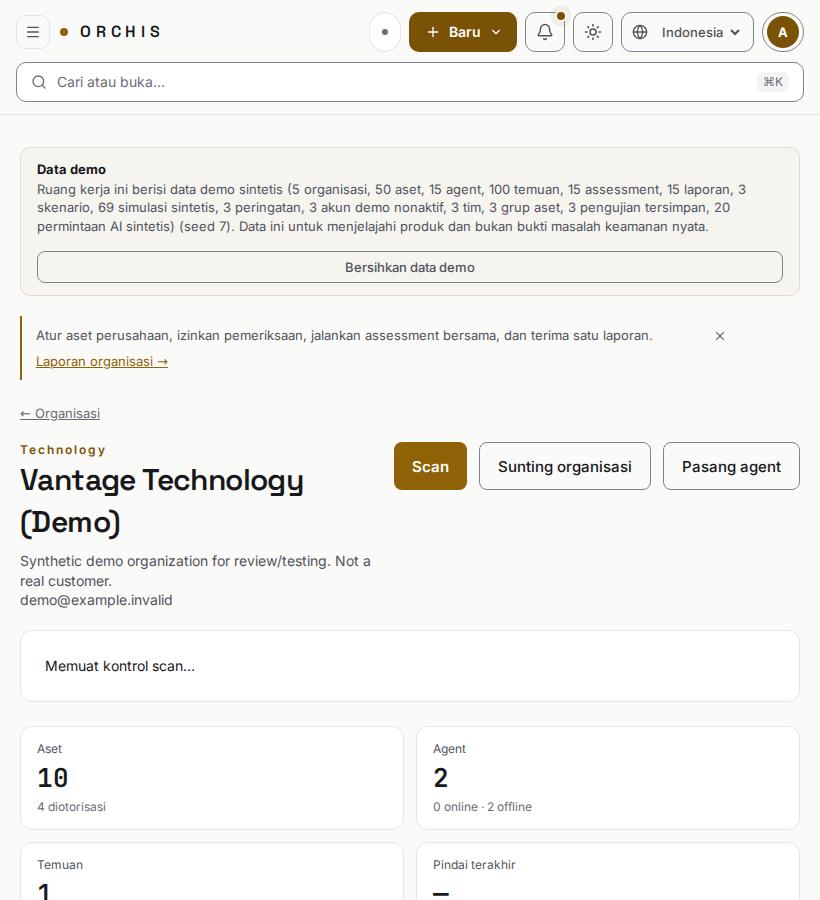 ORCHIS
Baru
Indonesia
A
Cari atau buka...
⌘K
Data demo
Ruang kerja ini berisi data demo sintetis (5 organisasi, 50 aset, 15 agent, 100 temuan, 15 assessment, 15 laporan, 3
skenario, 69 simulasi sintetis, 3 peringatan, 3 akun demo nonaktif, 3 tim, 3 grup aset, 3 pengujian tersimpan, 20
permintaan AI sintetis) (seed 7). Data ini untuk menjelajahi produk dan bukan bukti masalah keamanan nyata.
Bersihkan data demo
Atur aset perusahaan, izinkan pemeriksaan, jalankan assessment bersama, dan terima satu laporan.
Laporan organisasi →
← Organisasi
Technology
Vantage Technology
(Demo)
Scan
Sunting organisasi
Pasang agent
Synthetic demo organization for review/testing. Not a
real customer.
demo@example.invalid
Memuat kontrol scan...
Aset
10
4 diotorisasi
Agent
2
0 online · 2 offline
Temuan
1
Pindai terakhir
—